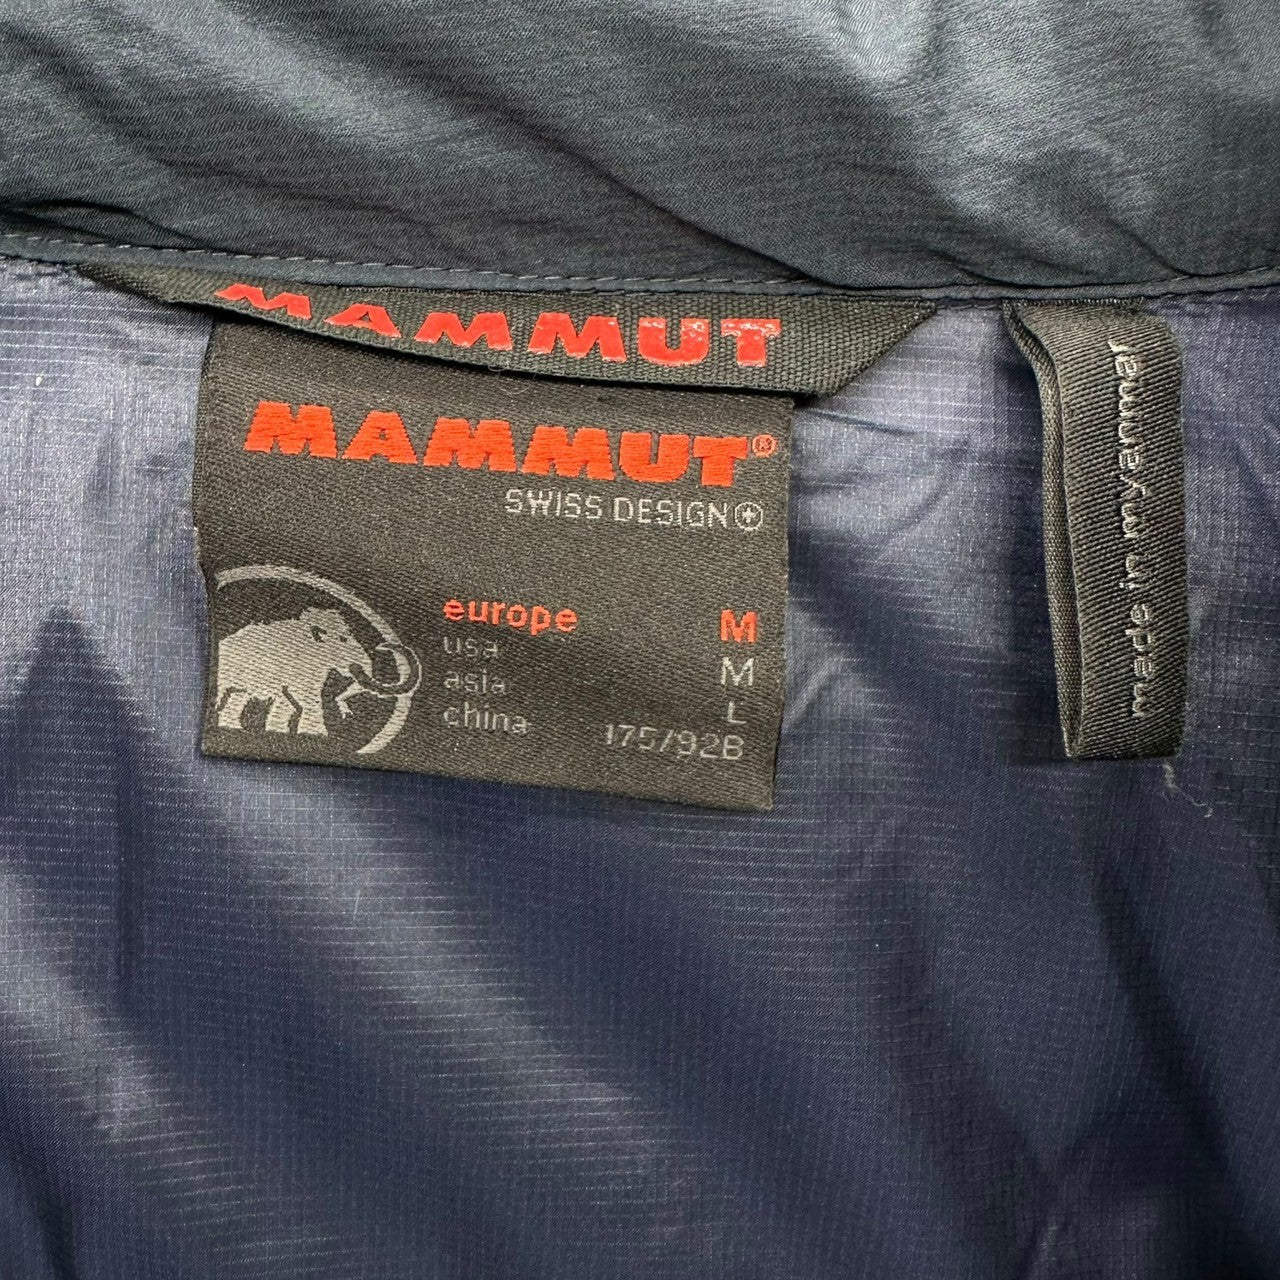 MAMMUT
MAMMUT®
SWISS DESIGN
europe M
usa M
asia L
china 175/92B
made in myanmar